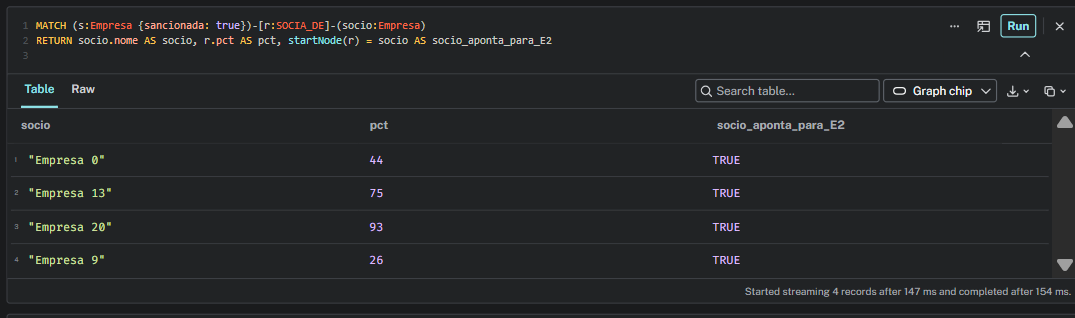 1 MATCH (s:Empresa {sancionada: true})-[r:SOCIA_DE]-(socio:Empresa)
2 RETURN socio.nome AS socio, r.pct AS pct, startNode(r) = socio AS socio_aponta_para_E2
3
... Run
Table Raw
Search table... Graph chip
socio pct socio_aponta_para_E2
1 "Empresa 0" 44 TRUE
2 "Empresa 13" 75 TRUE
3 "Empresa 20" 93 TRUE
4 "Empresa 9" 26 TRUE
Started streaming 4 records after 147 ms and completed after 154 ms.